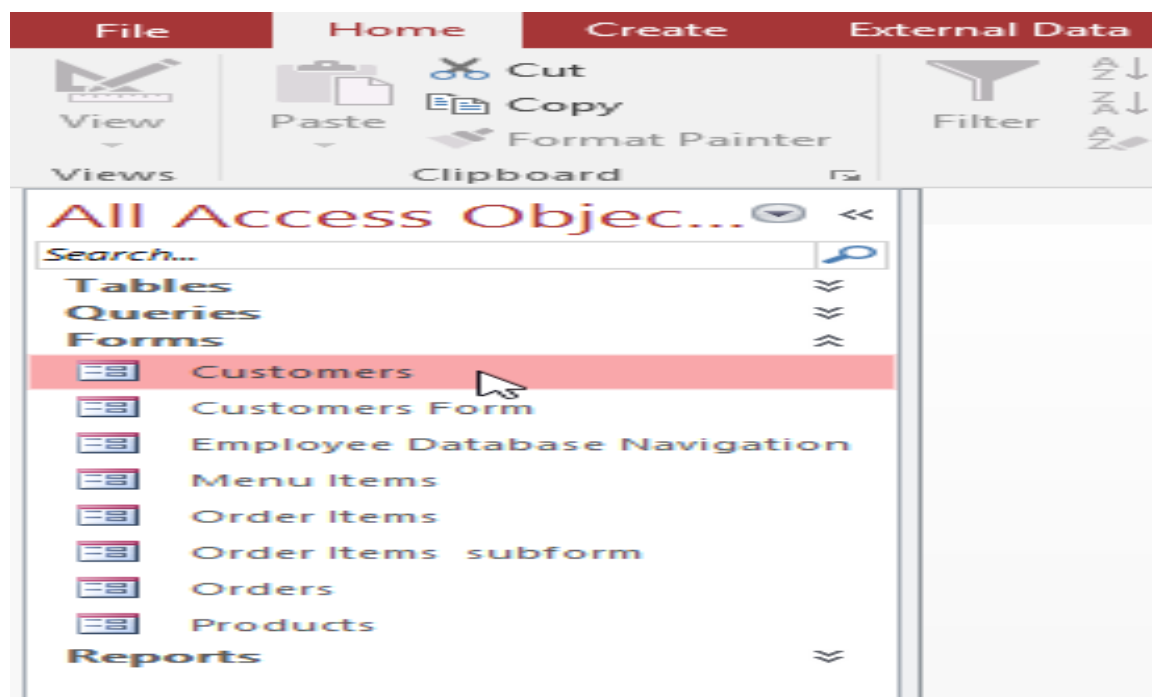 File Home Create External Data
Cut
Copy
View Paste Format Painter Filter
Views Clipboard
All Access Objec...
Search...
Tables
Queries
Forms
Customers
Customers Form
Employee Database Navigation
Menu Items
Order Items
Order Items subform
Orders
Products
Reports